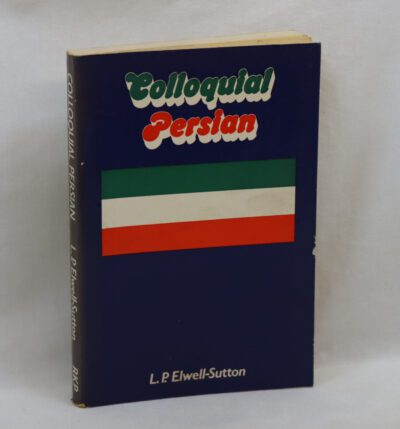 Colloquial
Persian
L.P. Elwell-Sutton
COLLOQUIAL PERSIAN L.P. Elwell-Sutton RKP